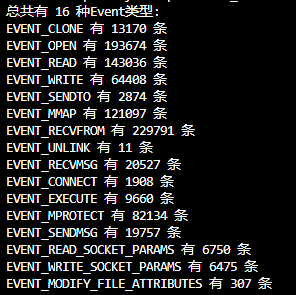 总共有 16 种Event类型:
EVENT_CLONE 有 13170 条
EVENT_OPEN 有 193674 条
EVENT_READ 有 143036 条
EVENT_WRITE 有 64408 条
EVENT_SENDTO 有 2874 条
EVENT_MMAP 有 121097 条
EVENT_RECVFROM 有 229791 条
EVENT_UNLINK 有 11 条
EVENT_RECVMSG 有 20527 条
EVENT_CONNECT 有 1908 条
EVENT_EXECUTE 有 9660 条
EVENT_MPROTECT 有 82134 条
EVENT_SENDMSG 有 19757 条
EVENT_READ_SOCKET_PARAMS 有 6750 条
EVENT_WRITE_SOCKET_PARAMS 有 6475 条
EVENT_MODIFY_FILE_ATTRIBUTES 有 307 条